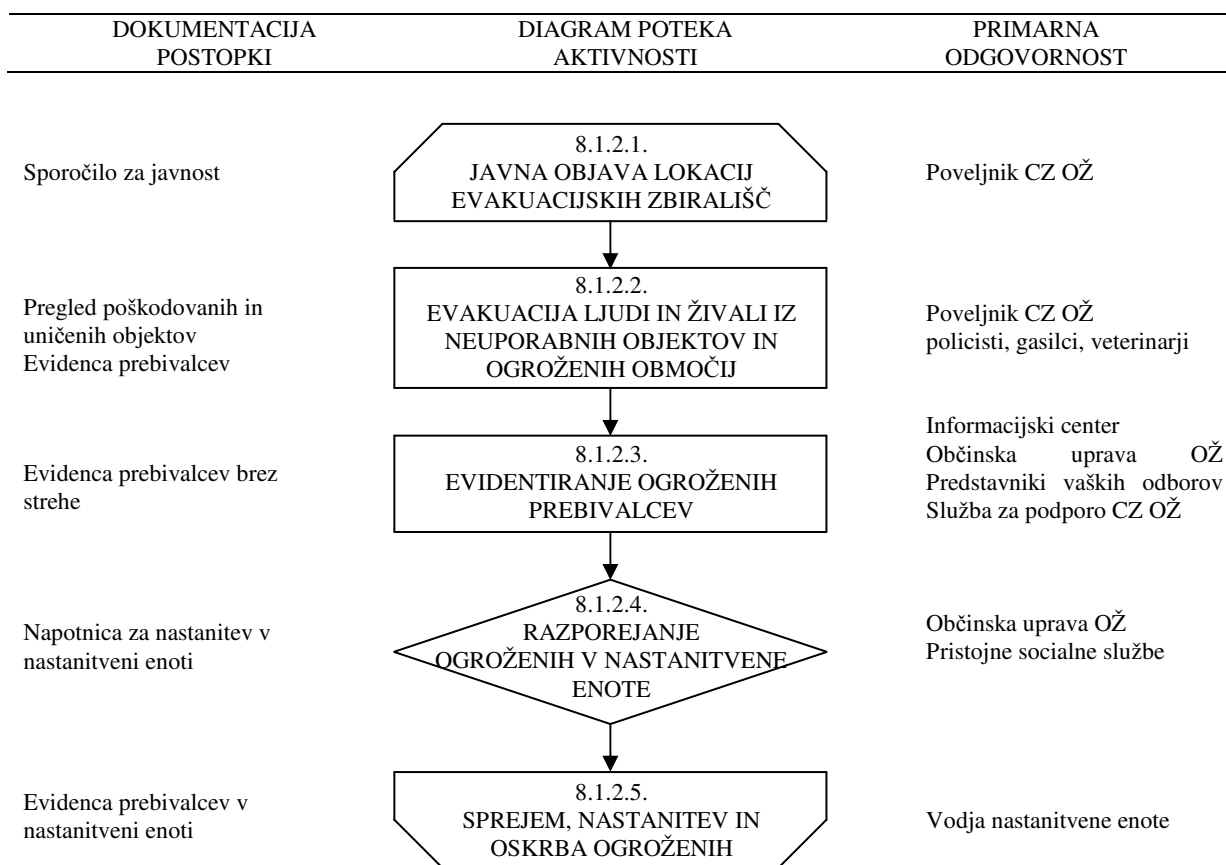 DOKUMENTACIJA
POSTOPKI
DIAGRAM POTEKA
AKTIVNOSTI
PRIMARNA
ODGOVORNOST
Sporočilo za javnost
8.1.2.1.
JAVNA OBJAVA LOKACIJ
EVAKUACIJSKIH ZBIRALIŠČ
Poveljnik CZ OŽ
Pregled poškodovanih in
uničenih objektov
Evidenca prebivalcev
8.1.2.2.
EVAKUACIJA LJUDI IN ŽIVALI IZ
NEUPORABNIH OBJEKTOV IN
OGROŽENIH OBMOČIJ
Poveljnik CZ OŽ
policisti, gasilci, veterinarji
Evidenca prebivalcev brez
strehe
8.1.2.3.
EVIDENTIRANJE OGROŽENIH
PREBIVALCEV
Informacijski center
Občinska uprava OŽ
Predstavniki vaških odborov
Služba za podporo CZ OŽ
Napotnica za nastanitev v
nastanitveni enoti
8.1.2.4.
RAZPOREJANJE
OGROŽENIH V NASTANITVENE
ENOTE
Občinska uprava OŽ
Pristojne socialne službe
Evidenca prebivalcev v
nastanitveni enoti
8.1.2.5.
SPREJEM, NASTANITEV IN
OSKRBA OGROŽENIH
Vodja nastanitvene enote